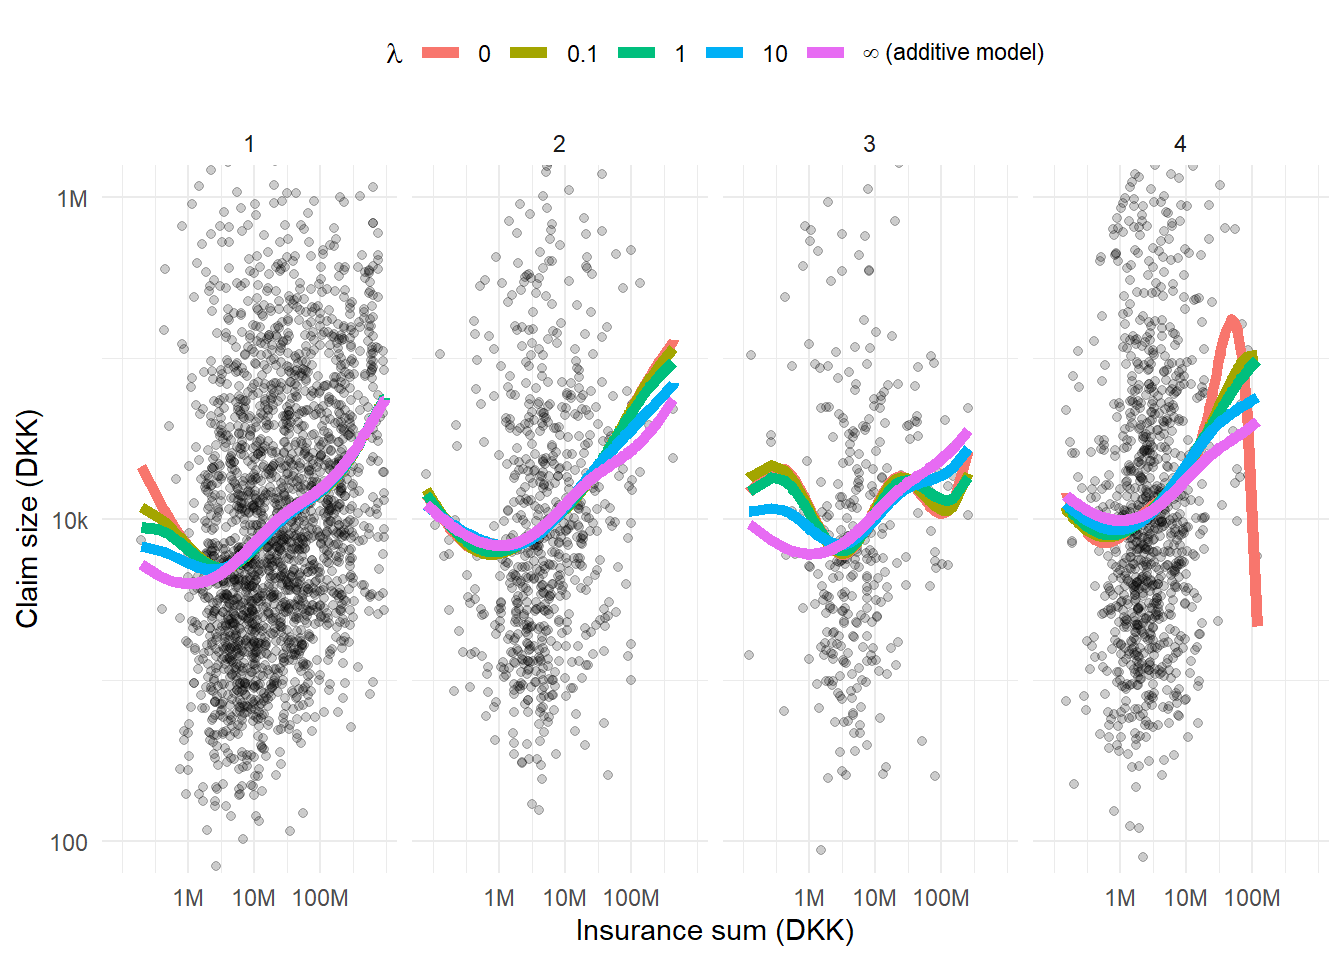 λ 0 0.1 1 10 ∞ (additive model)
1 2 3 4
1M
10k
100
1M 10M 100M 1M 10M 100M 1M 10M 100M 1M 10M 100M
Insurance sum (DKK)
Claim size (DKK)